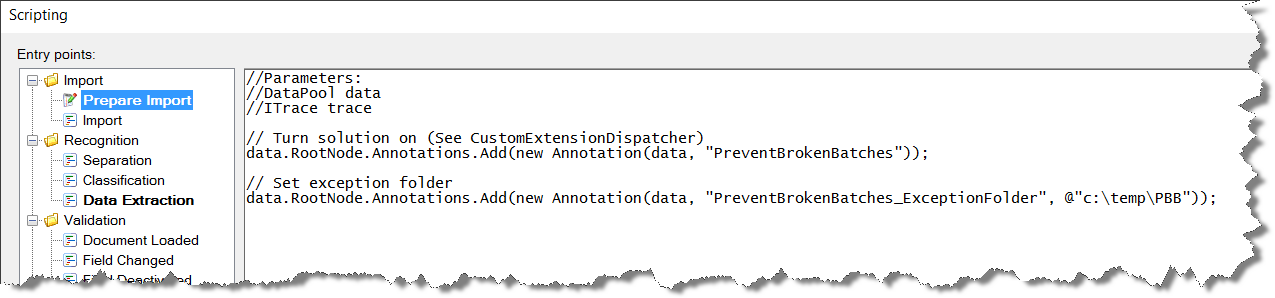 Scripting
Entry points:
Import
Prepare Import
Import
Recognition
Separation
Classification
Data Extraction
Validation
Document Loaded
Field Changed
Field Deactivated
//Parameters:
//DataPool data
//ITrace trace
// Turn solution on (See CustomExtensionDispatcher)
data.RootNode.Annotations.Add(new Annotation(data, "PreventBrokenBatches"));
// Set exception folder
data.RootNode.Annotations.Add(new Annotation(data, "PreventBrokenBatches_ExceptionFolder", @"c:\temp\PBB"));